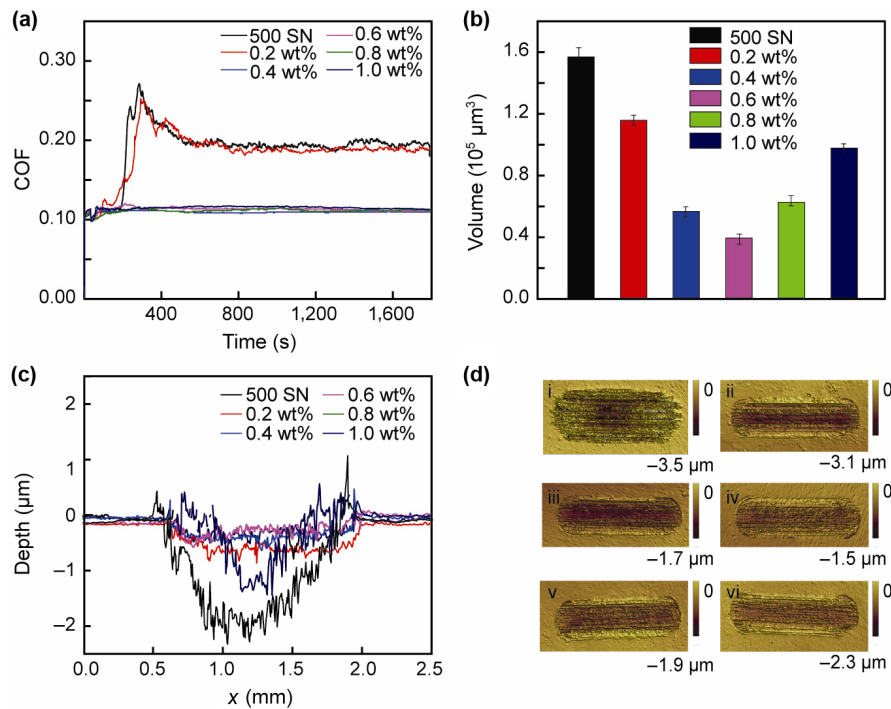 (a)
0.30
0.20
0.10
0.00
COF
500 SN
0.2 wt%
0.4 wt%
0.6 wt%
0.8 wt%
1.0 wt%
400
800
1,200
1,600
Time (s)
(b)
1.6
1.2
0.8
0.4
0.0
Volume (10⁵ μm³)
500 SN
0.2 wt%
0.4 wt%
0.6 wt%
0.8 wt%
1.0 wt%
(c)
2
1
0
−1
−2
Depth (μm)
500 SN
0.2 wt%
0.4 wt%
0.6 wt%
0.8 wt%
1.0 wt%
0.0
0.5
1.0
1.5
2.0
2.5
x (mm)
(d)
i
0
−3.5 μm
ii
0
−3.1 μm
iii
0
−1.7 μm
iv
0
−1.5 μm
v
0
−1.9 μm
vi
0
−2.3 μm